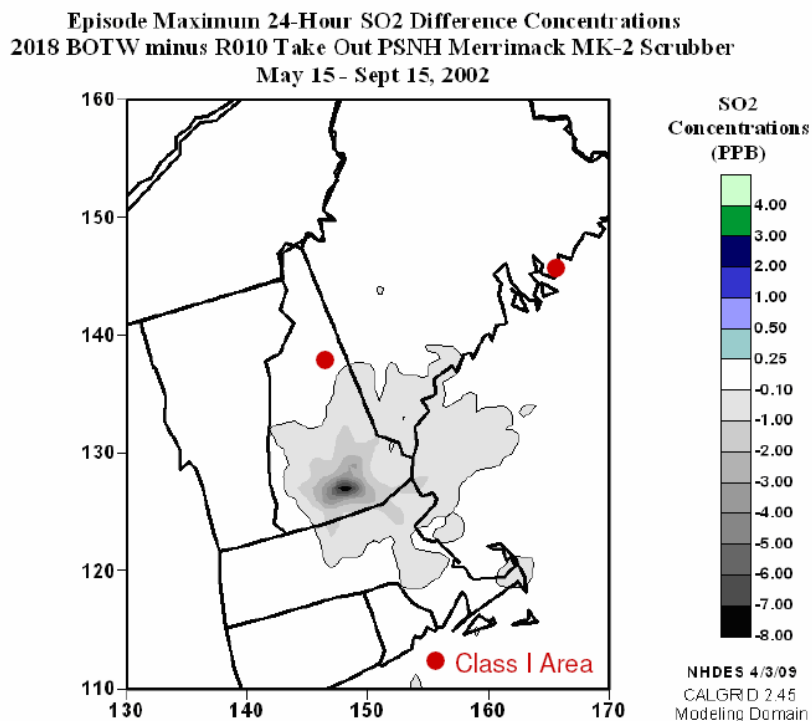 Episode Maximum 24-Hour SO2 Difference Concentrations
2018 BOTW minus R010 Take Out PSNH Merrimack MK-2 Scrubber
May 15 - Sept 15, 2002
SO2
Concentrations
(PPB)
4.00
3.00
2.00
1.00
0.50
0.25
-0.10
-1.00
-2.00
-3.00
-4.00
-5.00
-6.00
-7.00
-8.00
160
150
140
130
120
110
130
140
150
160
170
Class I Area
NHDES 4/3/09
CALGRID 2.45
Modeling Domain